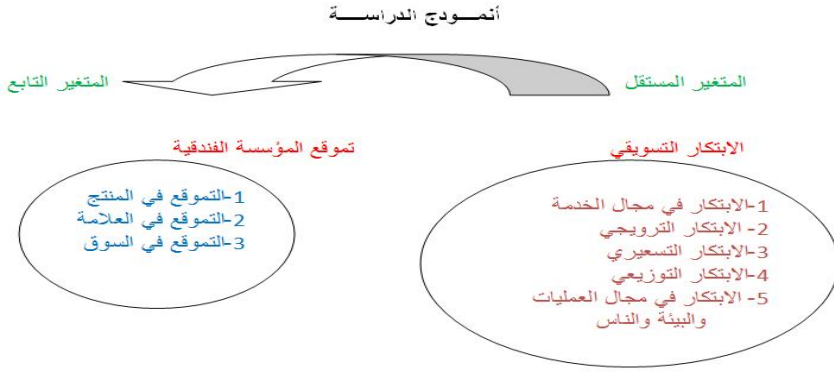 أنمـــوذج الدراســــة
المتغير المستقل
المتغير التابع
الابتكار التسويقي
تموقع المؤسسة الفندقية
1-الابتكار في مجال الخدمة
2- الابتكار الترويجي
3-الابتكار التسعيري
4-الابتكار التوزيعي
5- الابتكار في مجال العمليات
والبيئة والناس
1-التموقع في المنتج
2-التموقع في العلامة
3-التموقع في السوق